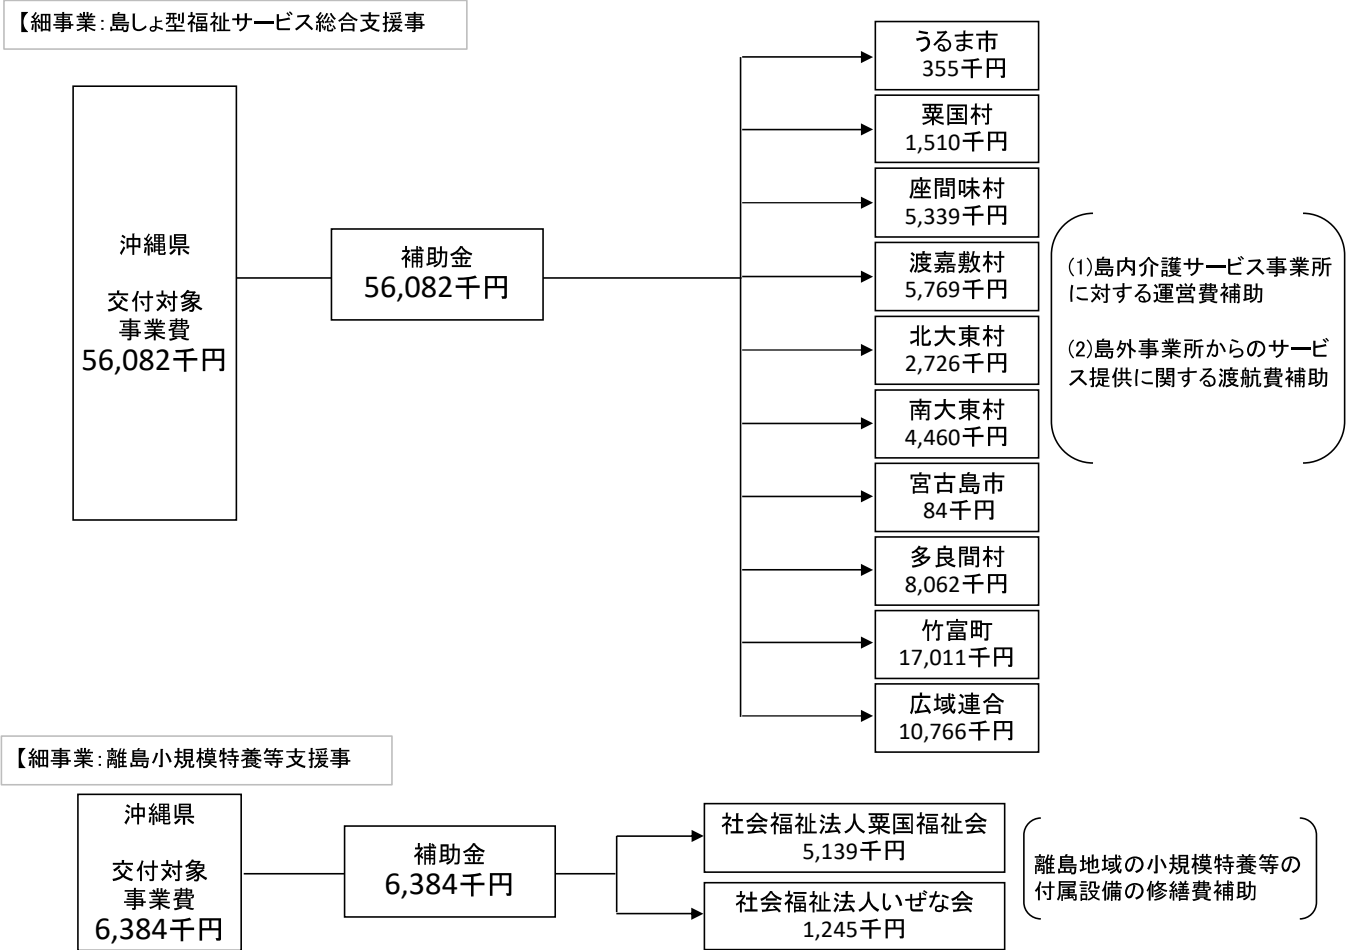 【細事業：島しょ型福祉サービス総合支援事
沖縄県
交付対象
事業費
56,082千円
補助金
56,082千円
うるま市
355千円
粟国村
1,510千円
座間味村
5,339千円
渡嘉敷村
5,769千円
北大東村
2,726千円
南大東村
4,460千円
宮古島市
84千円
多良間村
8,062千円
竹富町
17,011千円
広域連合
10,766千円
(1)島内介護サービス事業所
に対する運営費補助
(2)島外事業所からのサービ
ス提供に関する渡航費補助
【細事業：離島小規模特養等支援事
沖縄県
交付対象
事業費
6,384千円
補助金
6,384千円
社会福祉法人粟国福祉会
5,139千円
社会福祉法人いぜな会
1,245千円
離島地域の小規模特養等の
付属設備の修繕費補助